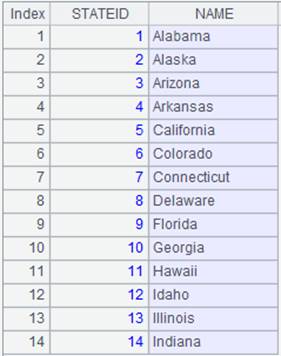 Index STATEID NAME
1 1 Alabama
2 2 Alaska
3 3 Arizona
4 4 Arkansas
5 5 California
6 6 Colorado
7 7 Connecticut
8 8 Delaware
9 9 Florida
10 10 Georgia
11 11 Hawaii
12 12 Idaho
13 13 Illinois
14 14 Indiana